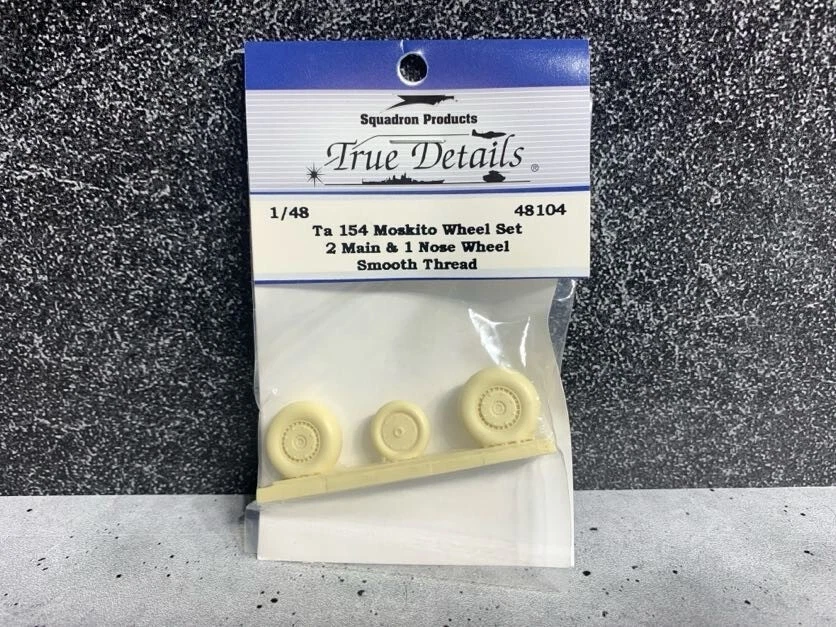 Squadron Products
True Details®
1/48 48104
Ta 154 Moskito Wheel Set
2 Main & 1 Nose Wheel
Smooth Thread